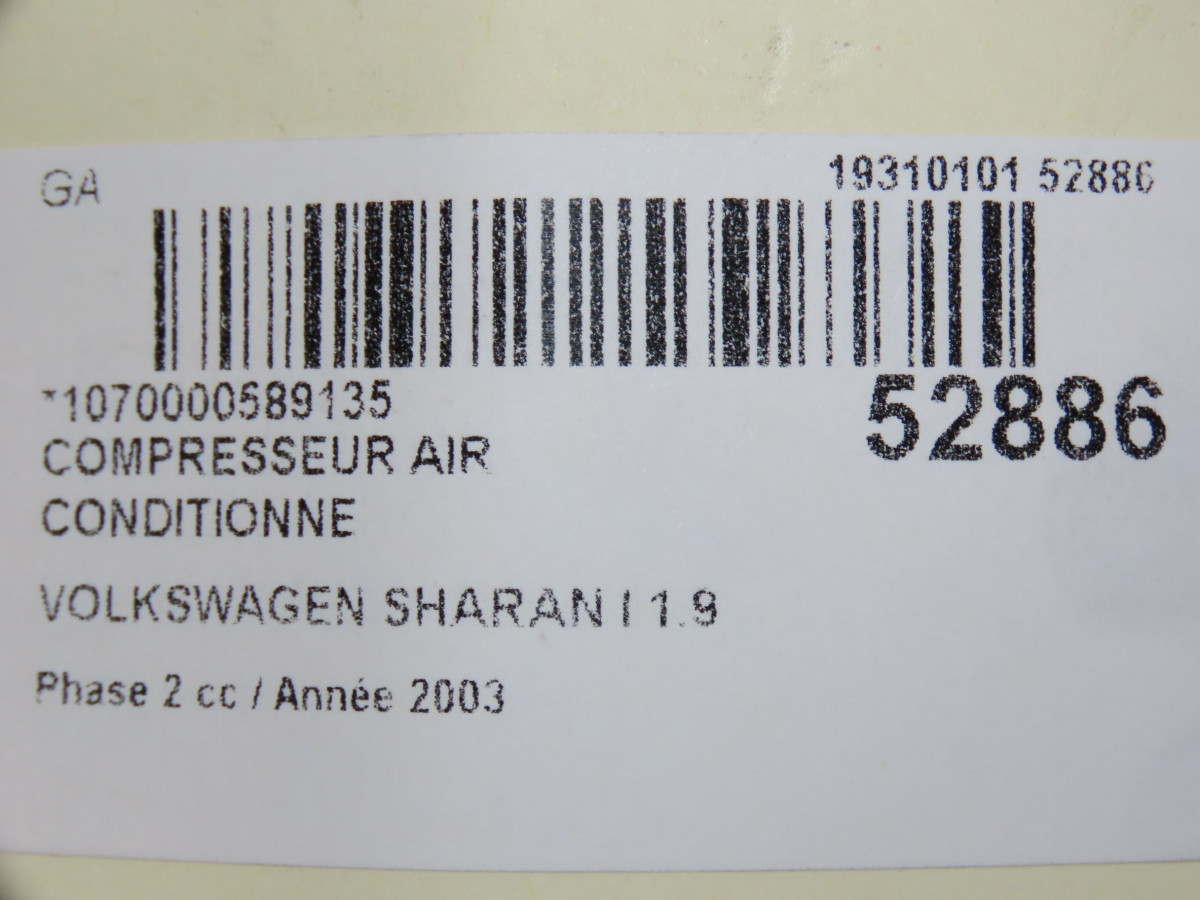 GA
19310101 52886
*1070000589135
52886
COMPRESSEUR AIR
CONDITIONNE
VOLKSWAGEN SHARAN I 1.9
Phase 2 cc / Année 2003